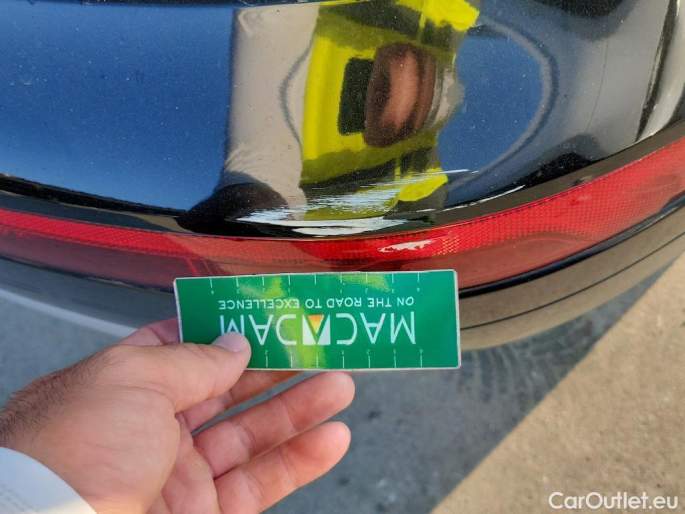 MACADAM
ON THE ROAD TO EXCELLENCE
CarOutlet.eu